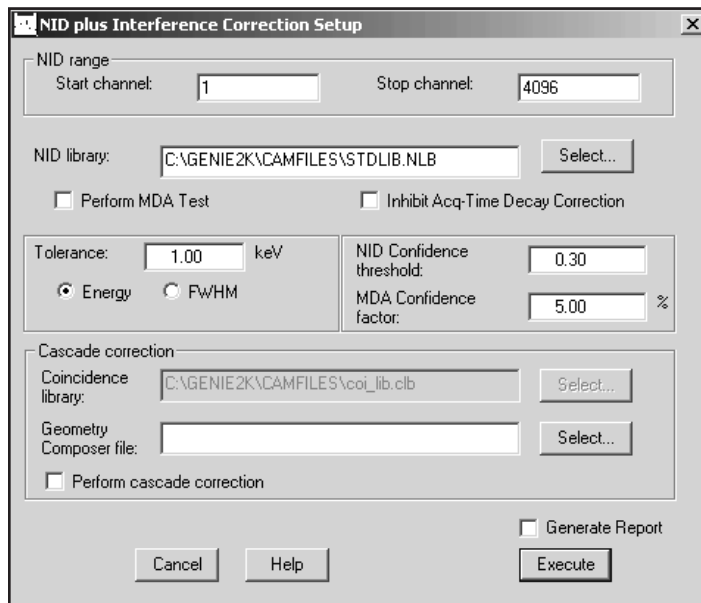 NID plus Interference Correction Setup
NID range
Start channel: 1 Stop channel: 4096
NID library: C:\GENIE2K\CAMFILES\STDLIB.NLB Select...
Perform MDA Test Inhibit Acq-Time Decay Correction
Tolerance: 1.00 keV
Energy FWHM
NID Confidence
threshold: 0.30
MDA Confidence
factor: 5.00 %
Cascade correction
Coincidence
library: C:\GENIE2K\CAMFILES\coi_lib.clb Select...
Geometry
Composer file: Select...
Perform cascade correction
Generate Report
Cancel Help Execute